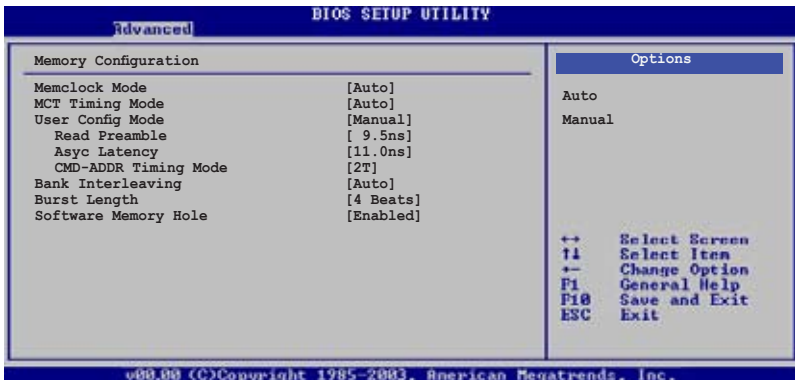 BIOS SETUP UTILITY
Advanced
Memory Configuration
Memclock Mode [Auto]
MCT Timing Mode [Auto]
User Config Mode [Manual]
Read Preamble [ 9.5ns]
Asyc Latency [11.0ns]
CMD-ADDR Timing Mode [2T]
Bank Interleaving [Auto]
Burst Length [4 Beats]
Software Memory Hole [Enabled]
Options
Auto
Manual
↔ Select Screen
↑↓ Select Item
+- Change Option
F1 General Help
F10 Save and Exit
ESC Exit
v00.00 (C)Copyright 1985-2003, American Megatrends, Inc.